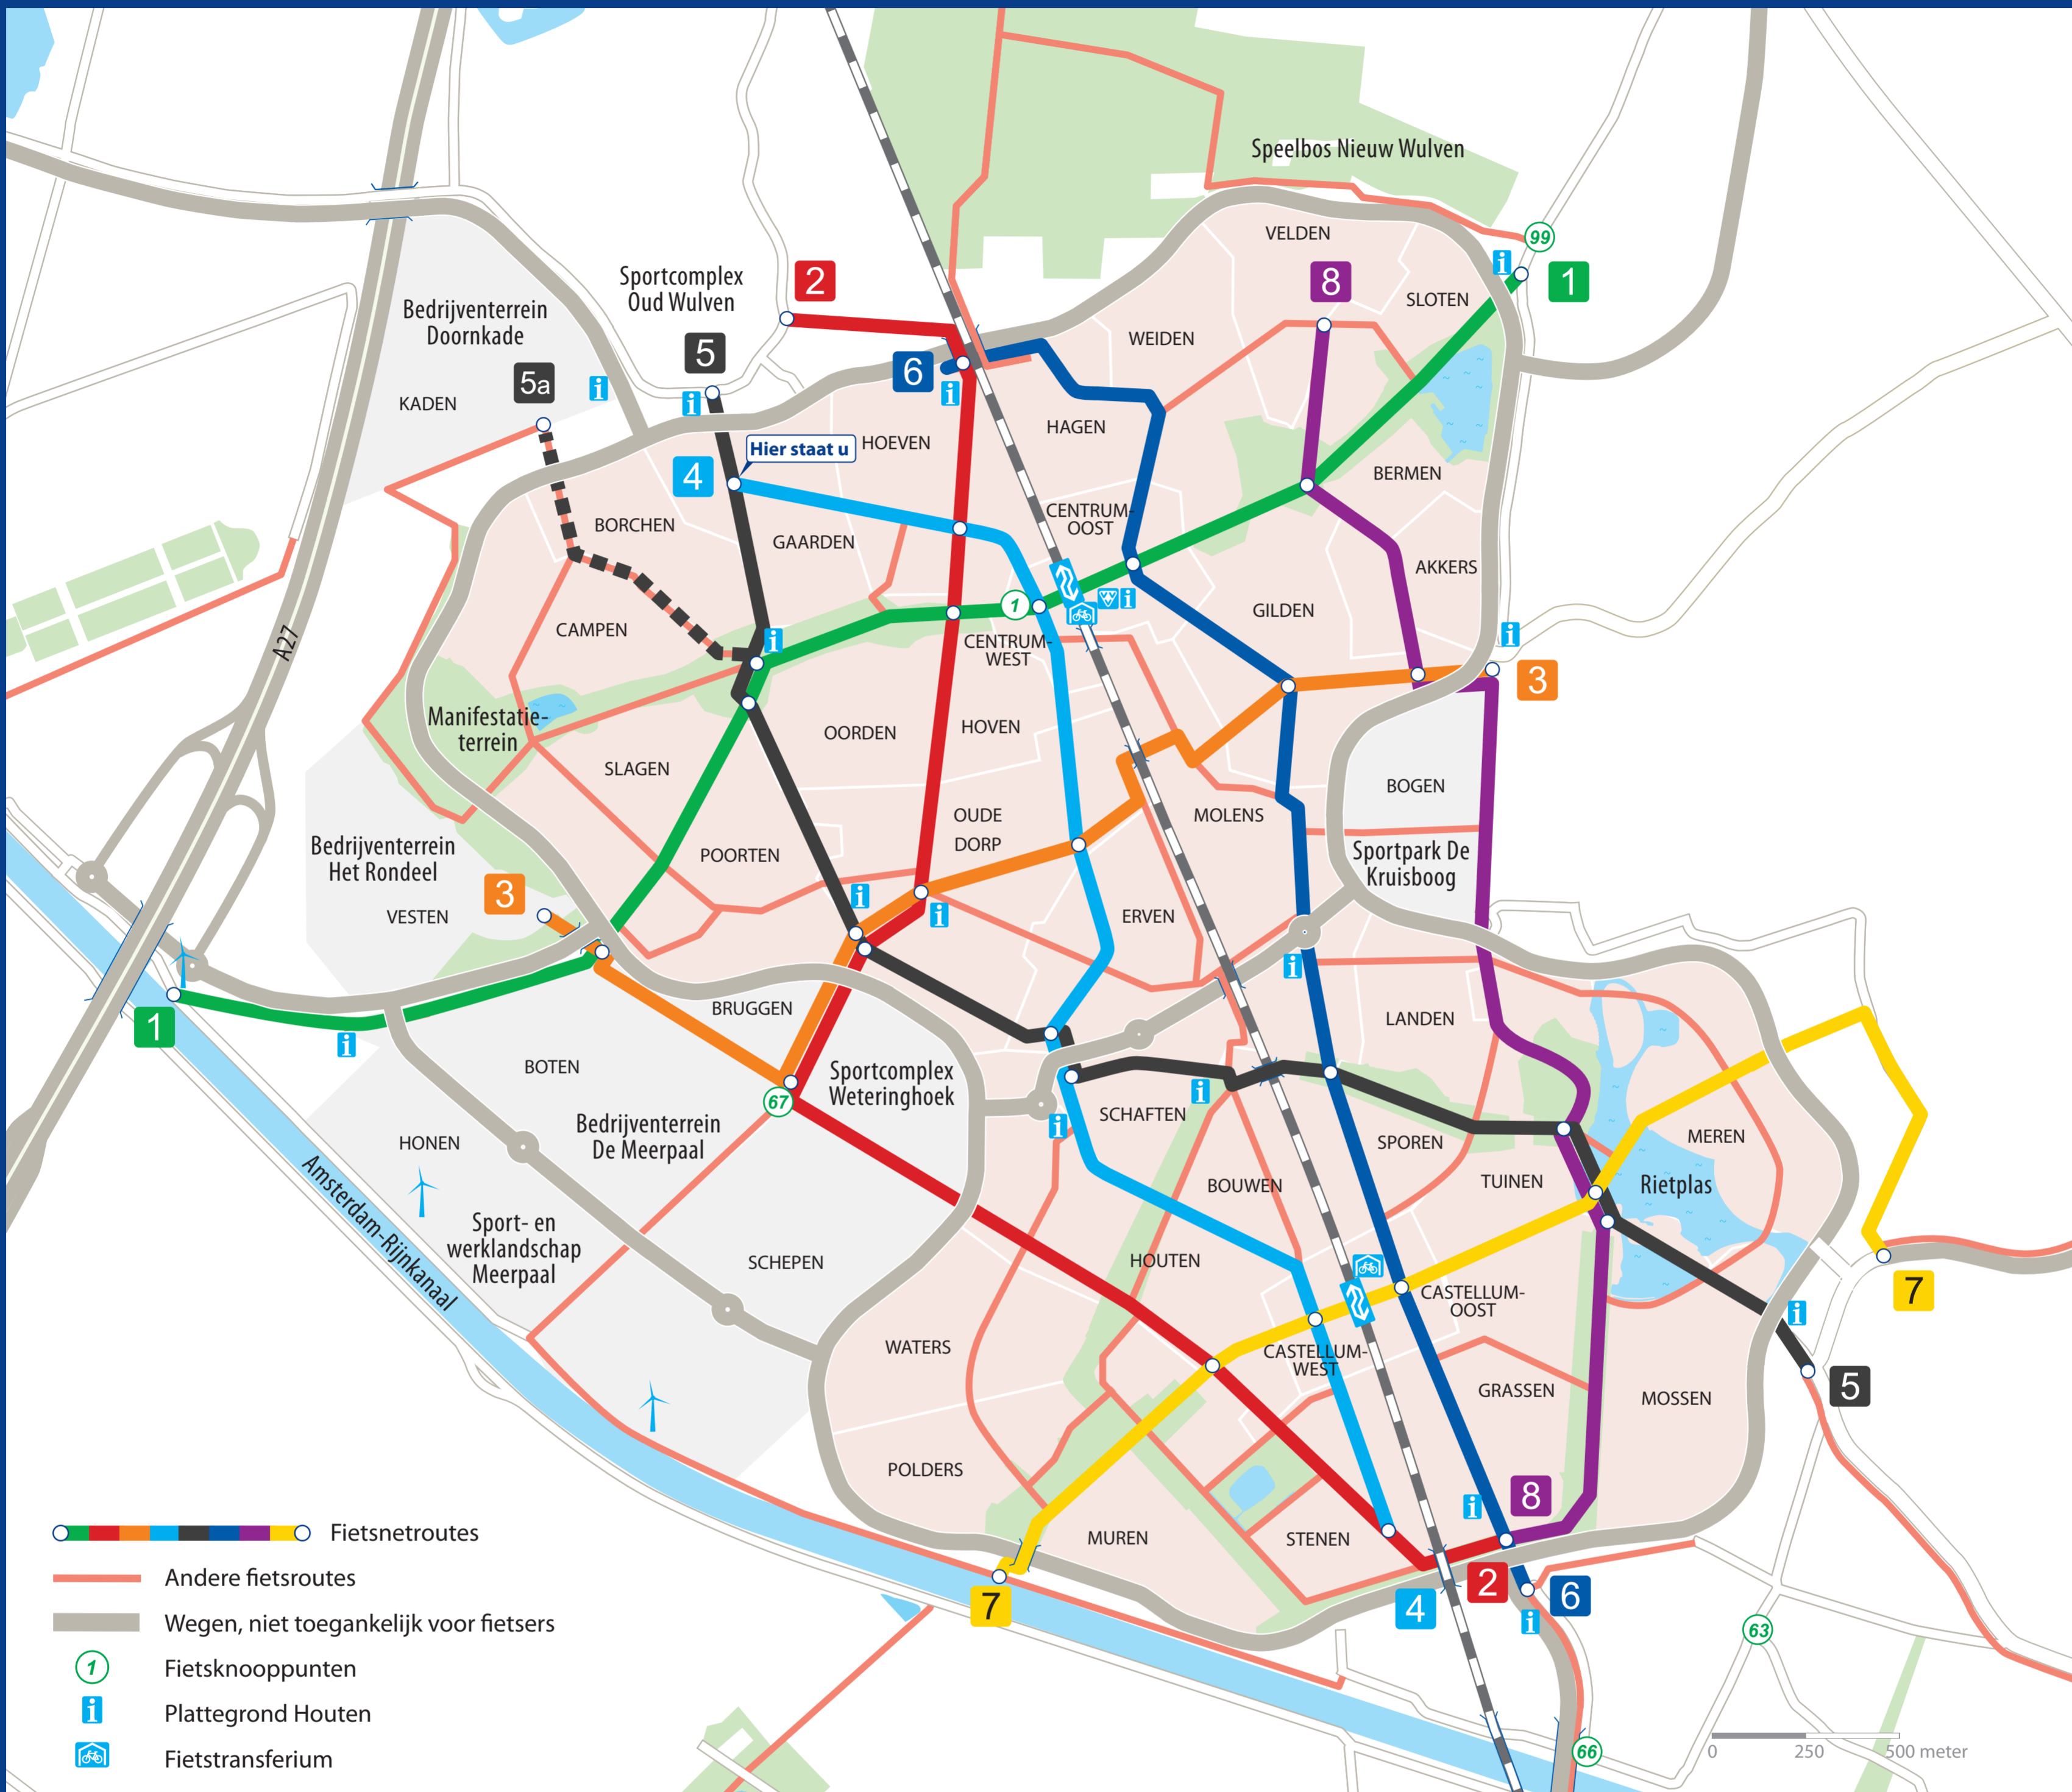 Speelbos Nieuw Wulven
VELDEN
99
Sportcomplex
Oud Wulven
2
8
1
SLOTEN
Bedrijventerrein
Doornkade
WEIDEN
5
6
5a
KADEN
HOEVEN
HAGEN
Hier staat u
4
BERMEN
BORCHEN
GAARDEN
CENTRUM-
OOST
AKKERS
1
GILDEN
CAMPEN
CENTRUM-
WEST
A27
3
Manifestatie-
terrein
OORDEN
HOVEN
SLAGEN
BOGEN
OUDE
DORP
MOLENS
POORTEN
Bedrijventerrein
Het Rondeel
Sportpark De
Kruisboog
3
VESTEN
ERVEN
1
BRUGGEN
LANDEN
BOTEN
Sportcomplex
Weteringhoek
67
SCHAFTEN
Bedrijventerrein
De Meerpaal
HONEN
SPOREN
MEREN
BOUWEN
TUINEN
Rietplas
Amsterdam-Rijnkanaal
Sport- en
werklandschap
Meerpaal
SCHEPEN
HOUTEN
7
CASTELLUM-
OOST
WATERS
CASTELLUM-
WEST
GRASSEN
MOSSEN
5
POLDERS
8
MUREN
STENEN
7
4
2
6
63
66
Fietsnetroutes
Andere fietsroutes
Wegen, niet toegankelijk voor fietsers
1
Fietsknooppunten
i
Plattegrond Houten
Fietstransferium
0 250 500 meter